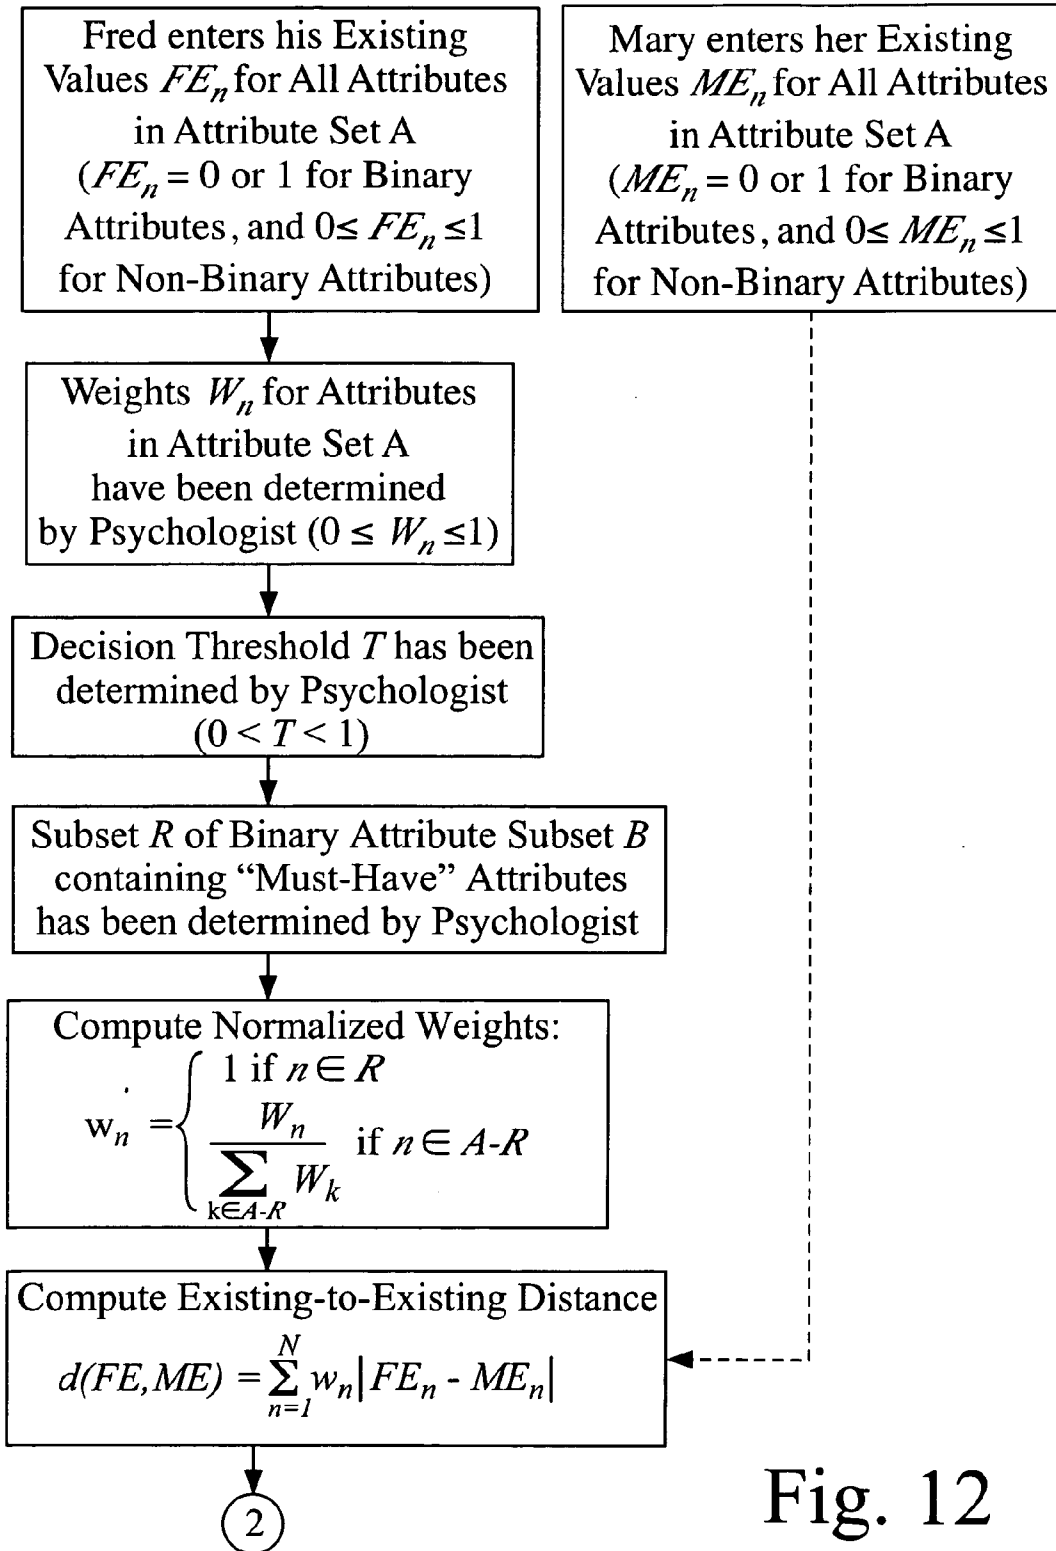 Fred enters his Existing
Values FEₙ for All Attributes
in Attribute Set A
(FEₙ = 0 or 1 for Binary
Attributes, and 0≤ FEₙ ≤1
for Non-Binary Attributes)
Mary enters her Existing
Values MEₙ for All Attributes
in Attribute Set A
(MEₙ = 0 or 1 for Binary
Attributes, and 0≤ MEₙ ≤1
for Non-Binary Attributes)
Weights Wₙ for Attributes
in Attribute Set A
have been determined
by Psychologist (0 ≤ Wₙ ≤1)
Decision Threshold T has been
determined by Psychologist
(0 < T < 1)
Subset R of Binary Attribute Subset B
containing “Must-Have” Attributes
has been determined by Psychologist
Compute Normalized Weights:
wₙ = { 1 if n ∈ R
Wₙ / ∑ k∈A-R Wₖ if n ∈ A-R
Compute Existing-to-Existing Distance
d(FE,ME) = ∑ n=1 N wₙ|FEₙ - MEₙ|
2
Fig. 12